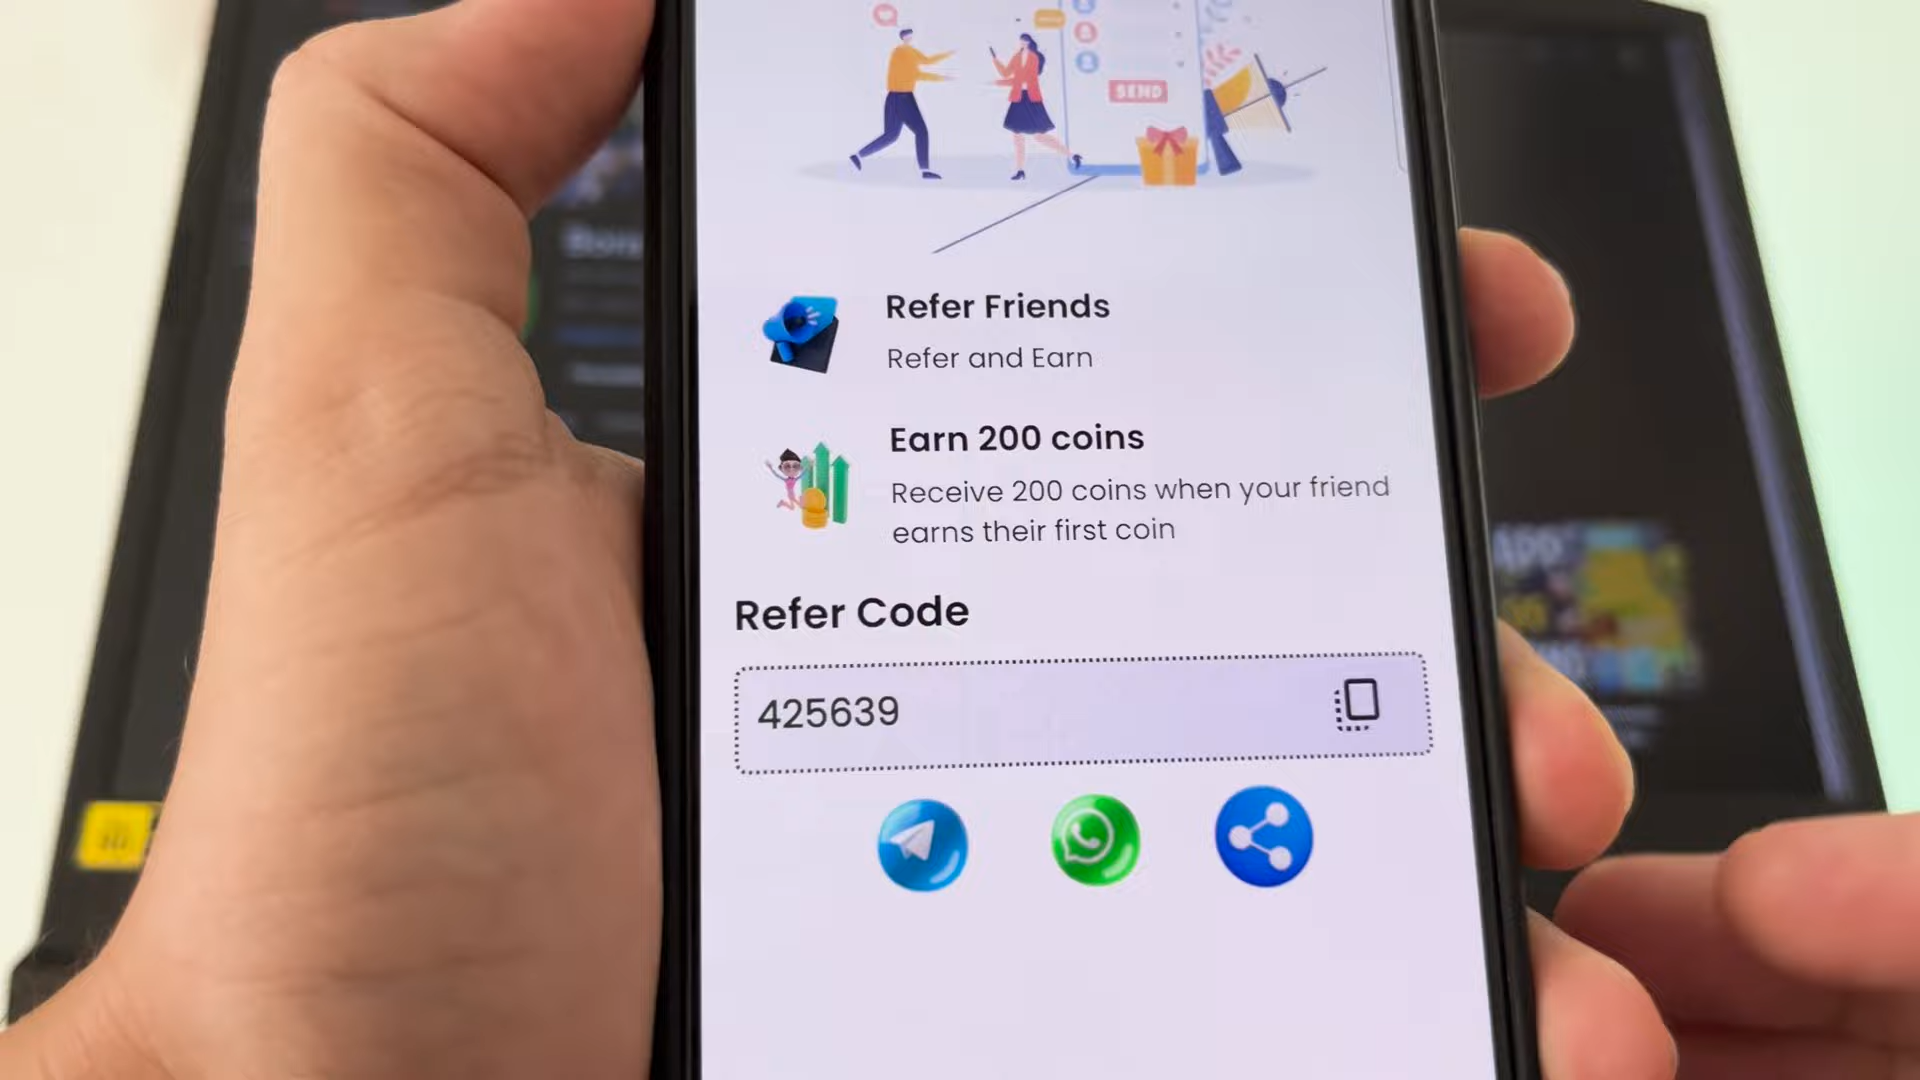 SEND
Refer Friends
Refer and Earn
Earn 200 coins
Receive 200 coins when your friend
earns their first coin
Refer Code
425639